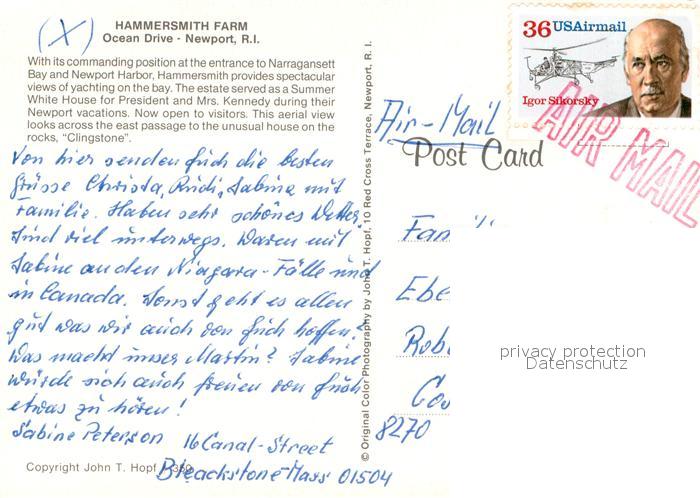 (X)
HAMMERSMITH FARM
Ocean Drive - Newport, R.I.
With its commanding position at the entrance to Narragansett
Bay and Newport Harbor, Hammersmith provides spectacular
views of yachting on the bay. The estate served as a Summer
White House for President and Mrs. Kennedy during their
Newport vacations. Now open to visitors. This aerial view
looks across the east passage to the unusual house on the
rocks, “Clingstone”.
Von hier senden Euch die besten
Grüsse Christa, Rudi, Sabine mit
Familie. Haben sehr schönes Wetter.
Sind viel unterwegs. Waren mit
Sabine an den Niagara-Fälle und
in Canada. Sonst geht es allen
gut was wir auch von Euch hoffen.
Was macht unser Martin? Sabine
würde sich auch freuen von Euch
etwas zu hören!
Sabine Peterson 16 Canal-Street
Bleackstone-Mass 01504
Copyright John T. Hopf 350
© Original Color Photography by John T. Hopf, 10 Red Cross Terrace, Newport, R. I.
36 USAirmail
Igor Sikorsky
AIR MAIL
Air-Mail
Post Card
Fam
Ebe
Rob
Co
8270
privacy protection
Datenschutz